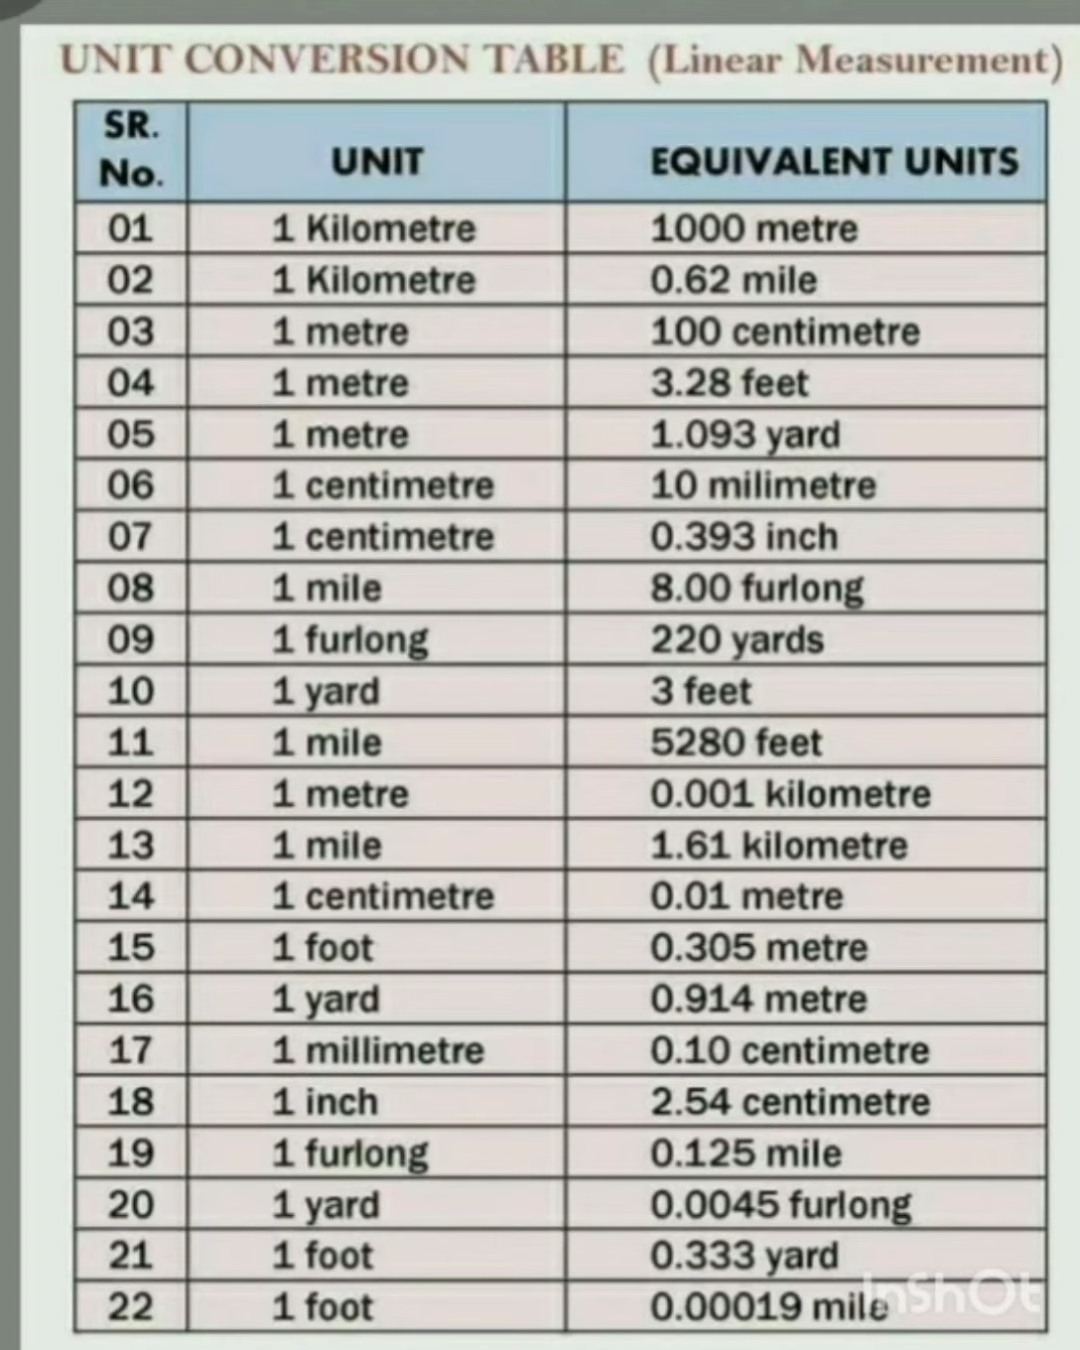 UNIT CONVERSION TABLE (Linear Measurement)
SR. No. UNIT EQUIVALENT UNITS
01 1 Kilometre 1000 metre
02 1 Kilometre 0.62 mile
03 1 metre 100 centimetre
04 1 metre 3.28 feet
05 1 metre 1.093 yard
06 1 centimetre 10 milimetre
07 1 centimetre 0.393 inch
08 1 mile 8.00 furlong
09 1 furlong 220 yards
10 1 yard 3 feet
11 1 mile 5280 feet
12 1 metre 0.001 kilometre
13 1 mile 1.61 kilometre
14 1 centimetre 0.01 metre
15 1 foot 0.305 metre
16 1 yard 0.914 metre
17 1 millimetre 0.10 centimetre
18 1 inch 2.54 centimetre
19 1 furlong 0.125 mile
20 1 yard 0.0045 furlong
21 1 foot 0.333 yard
22 1 foot 0.00019 mile
InShOt